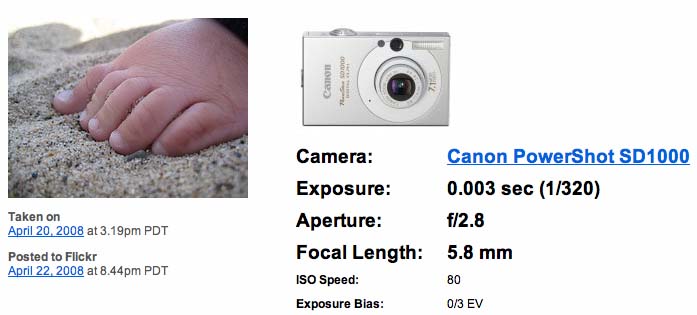 Canon
PowerShot SD1000
DIGITAL ELPH
7.1
Camera: Canon PowerShot SD1000
Exposure: 0.003 sec (1/320)
Aperture: f/2.8
Focal Length: 5.8 mm
ISO Speed: 80
Exposure Bias: 0/3 EV
Taken on
April 20, 2008 at 3.19pm PDT
Posted to Flickr
April 22, 2008 at 8.44pm PDT